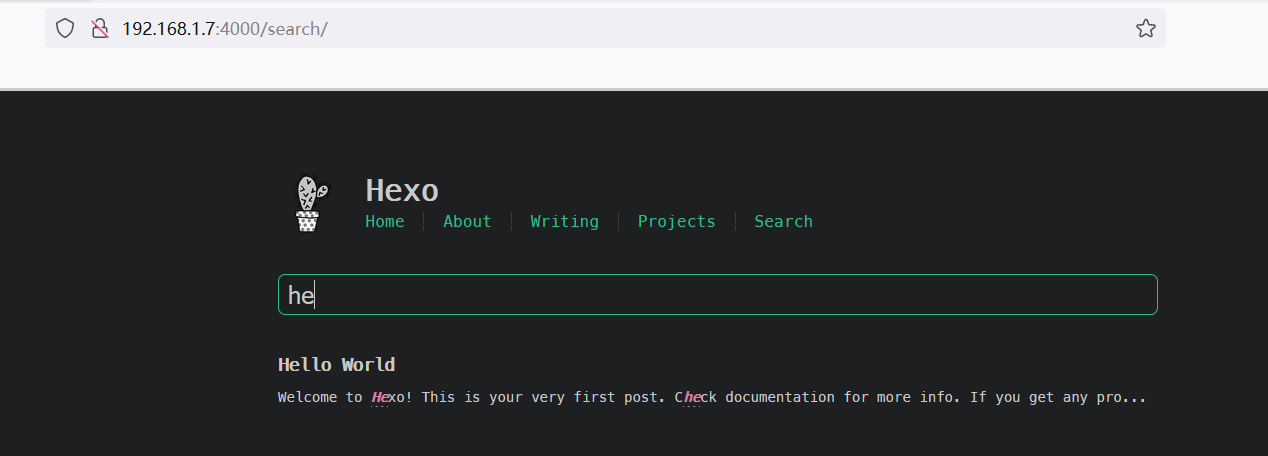 192.168.1.7:4000/search/
Hexo
Home About Writing Projects Search
he
Hello World
Welcome to Hexo! This is your very first post. Check documentation for more info. If you get any pro...